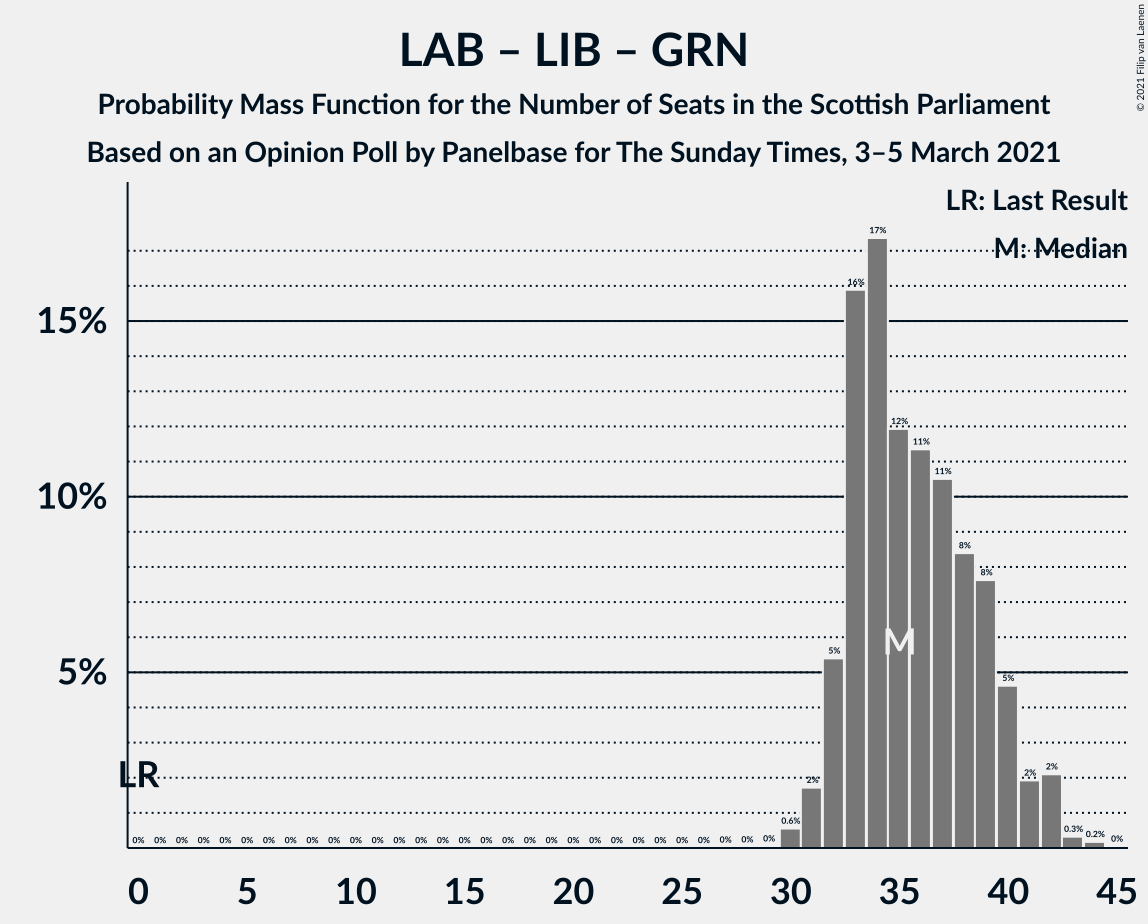 LAB – LIB – GRN
Probability Mass Function for the Number of Seats in the Scottish Parliament
Based on an Opinion Poll by Panelbase for The Sunday Times, 3–5 March 2021
© 2021 Filip van Laenen
LR: Last Result
M: Median
17%
16%
15%
12%
11%
11%
10%
8%
8%
M
5%
5%
5%
LR
2%
2%
2%
0.6%
0.3%
0.2%
0% 0% 0% 0% 0% 0% 0% 0% 0% 0% 0% 0% 0% 0% 0% 0% 0% 0% 0% 0% 0% 0% 0% 0% 0% 0% 0% 0% 0% 0% 0%
0 5 10 15 20 25 30 35 40 45